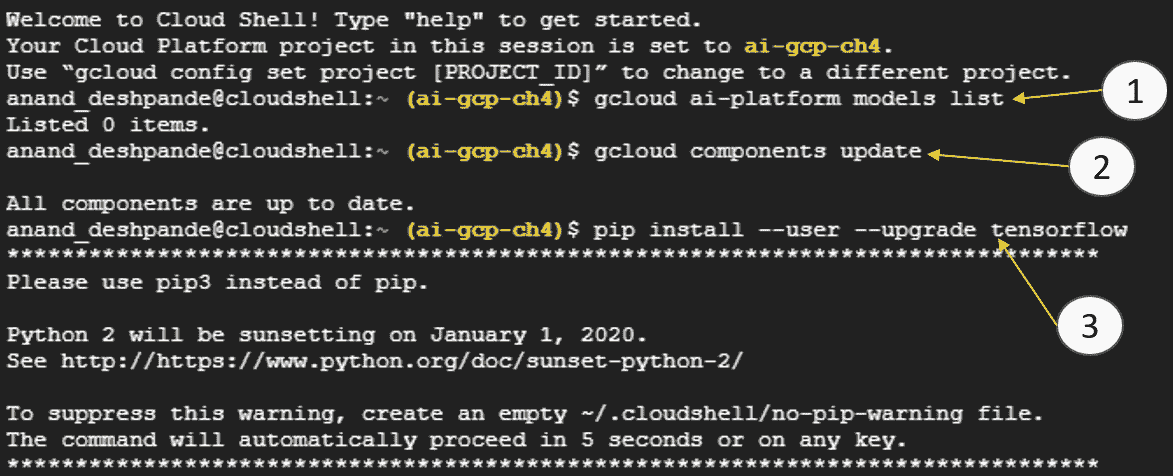 Welcome to Cloud Shell! Type "help" to get started.
Your Cloud Platform project in this session is set to ai-gcp-ch4.
Use “gcloud config set project [PROJECT_ID]” to change to a different project.
anand_deshpande@cloudshell:~ (ai-gcp-ch4)$ gcloud ai-platform models list
1
Listed 0 items.
anand_deshpande@cloudshell:~ (ai-gcp-ch4)$ gcloud components update
2
All components are up to date.
anand_deshpande@cloudshell:~ (ai-gcp-ch4)$ pip install --user --upgrade tensorflow
********************************************************************************
Please use pip3 instead of pip.
3
Python 2 will be sunsetting on January 1, 2020.
See http://https://www.python.org/doc/sunset-python-2/
To suppress this warning, create an empty ~/.cloudshell/no-pip-warning file.
The command will automatically proceed in 5 seconds or on any key.
********************************************************************************